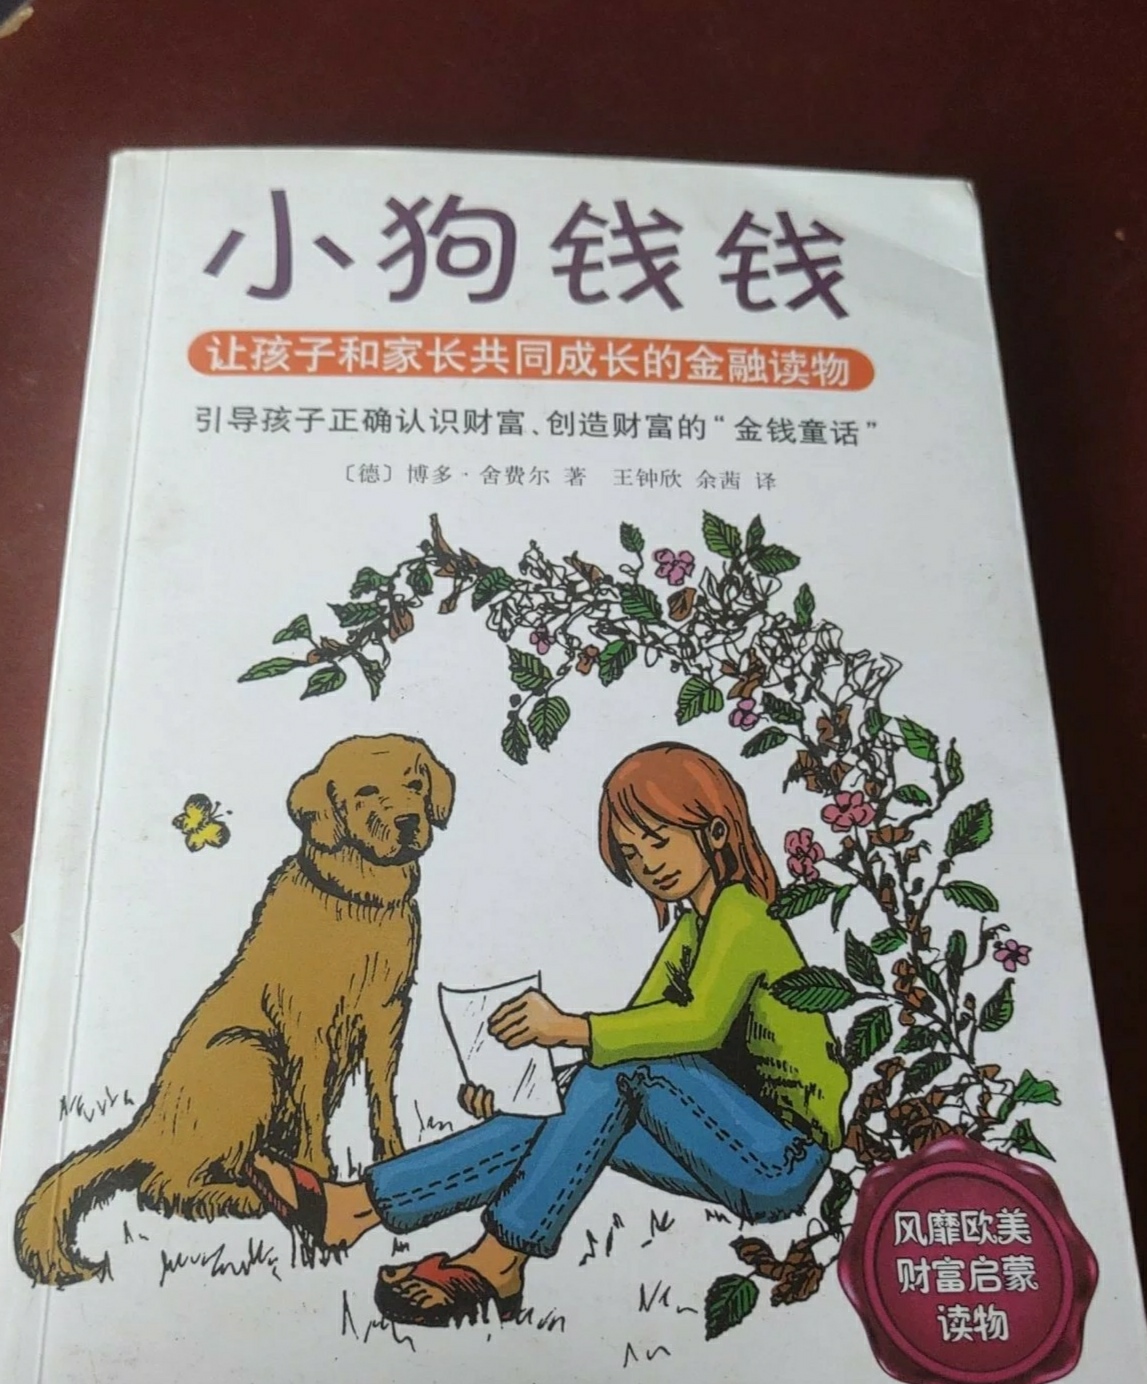 小狗钱钱
让孩子和家长共同成长的金融读物
引导孩子正确认识财富、创造财富的“金钱童话”
〔德〕博多·舍费尔 著 王钟欣 余茜 译
风靡欧美
财富启蒙
读物